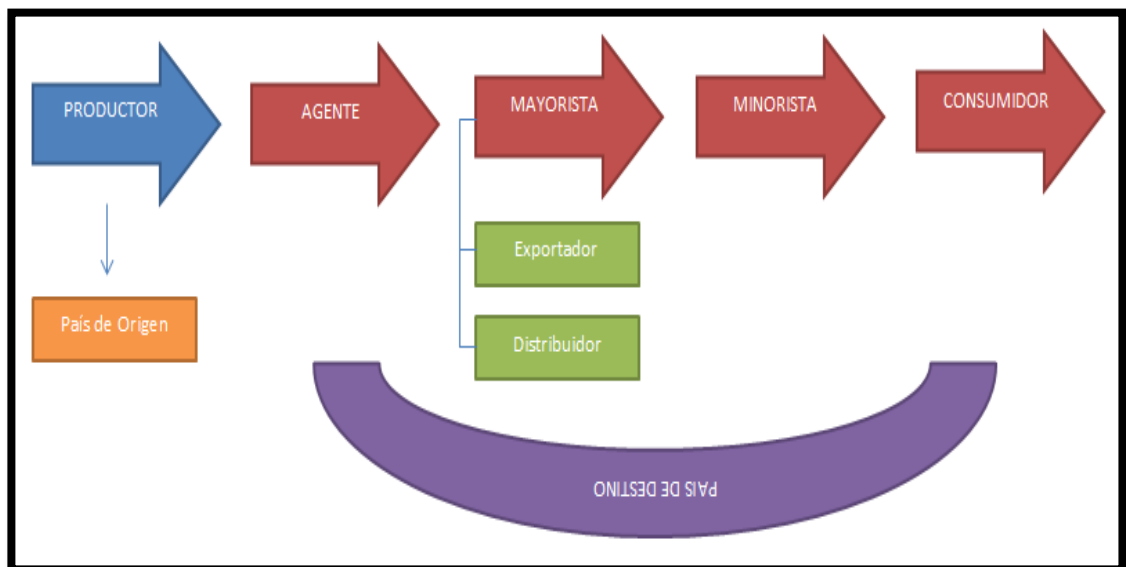 PRODUCTOR
AGENTE
MAYORISTA
MINORISTA
CONSUMIDOR
Exportador
País de Origen
Distribuidor
PAIS DE DESTINO